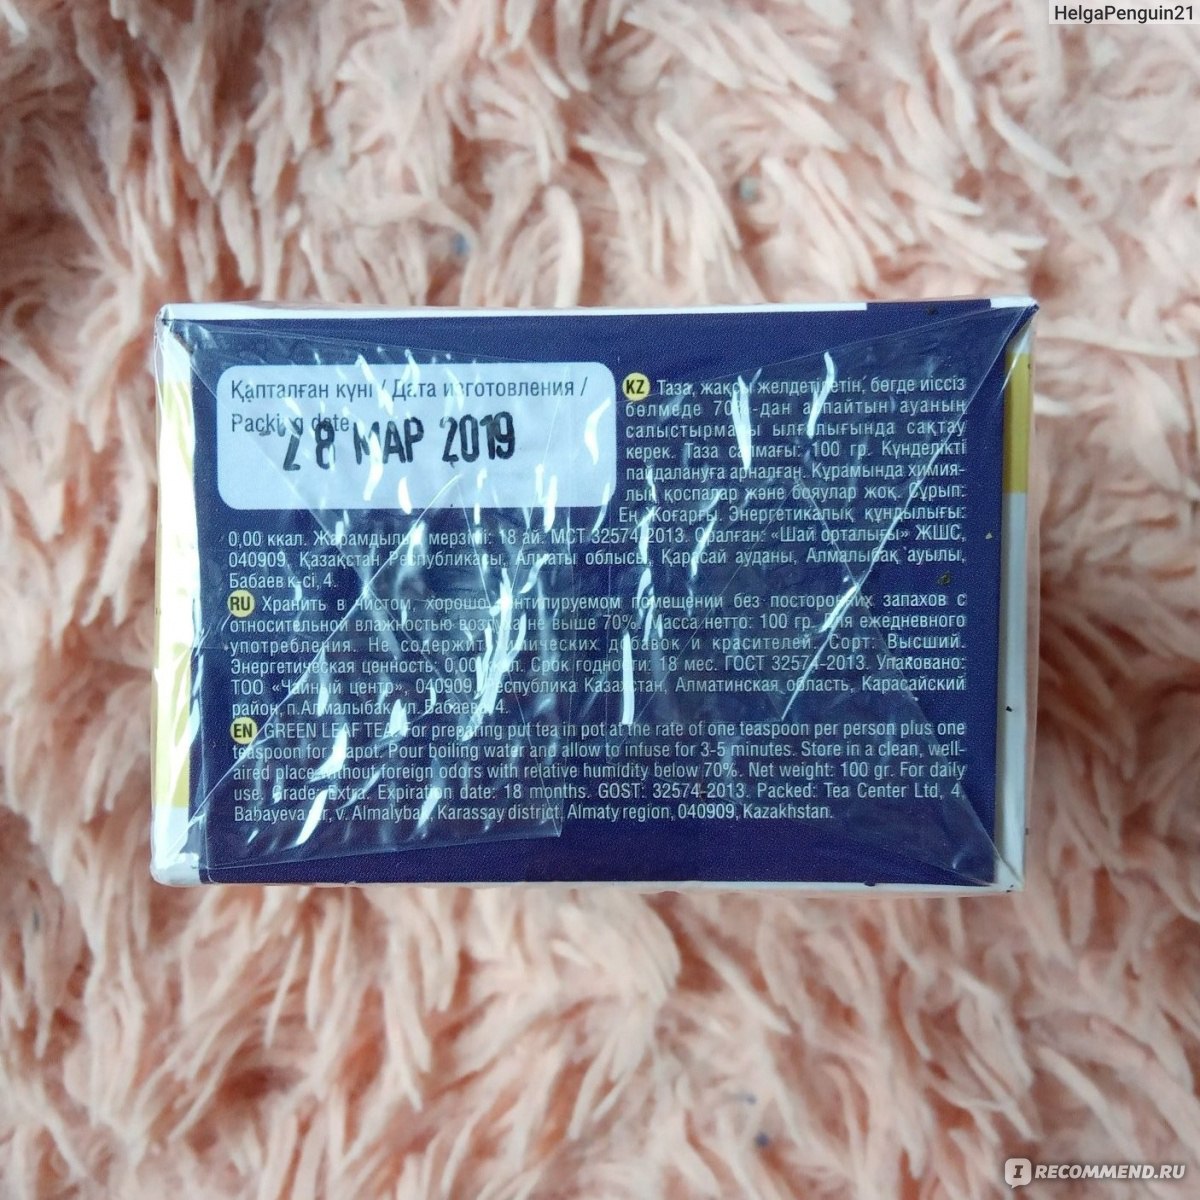 HelgaPenguin21
Қапталған күні / Дата изготовления /
Packing date
28 МАР 2019
KZ Таза, жақсы желдетілетін, бөгде иіссіз
бөлмеде 70%-дан аспайтын ауаның
салыстырмалы ылғалылығында сақтау
керек. Таза салмағы: 100 гр. Күнделікті
пайдалануға арналған. Құрамында химия-
лық қоспалар және бояулар жоқ. Сұрып:
Ең Жоғарғы. Энергетикалық құндылығы:
0,00 ккал. Жарамдылық мерзімі: 18 ай. МСТ 32574-2013. Оралған: «Шай орталығы» ЖШС,
040909, Қазақстан Республикасы, Алматы облысы, Қарасай ауданы, Алмалыбақ ауылы,
Бабаев к-сі, 4.
RU Хранить в чистом, хорошо вентилируемом помещении без посторонних запахов с
относительной влажностью воздуха не выше 70%. Масса нетто: 100 гр. Для ежедневного
употребления. Не содержит химических добавок и красителей. Сорт: Высший.
Энергетическая ценность: 0,00 ккал. Срок годности: 18 мес. ГОСТ 32574-2013. Упаковано:
ТОО «Чайный центр», 040909, Республика Казахстан, Алматинская область, Карасайский
район, п.Алмалыбак ул. Бабаева, 4.
EN GREEN LEAF TEA. For preparing put tea in pot at the rate of one teaspoon per person plus one
teaspoon for teapot. Pour boiling water and allow to infuse for 3-5 minutes. Store in a clean, well-
aired place without foreign odors with relative humidity below 70%. Net weight: 100 gr. For daily
use. Grade: Extra. Expiration date: 18 months. GOST: 32574-2013. Packed: Tea Center Ltd, 4
Babayeva str, v. Almalybak, Karassay district, Almaty region, 040909, Kazakhstan.
I RECOMMEND.RU